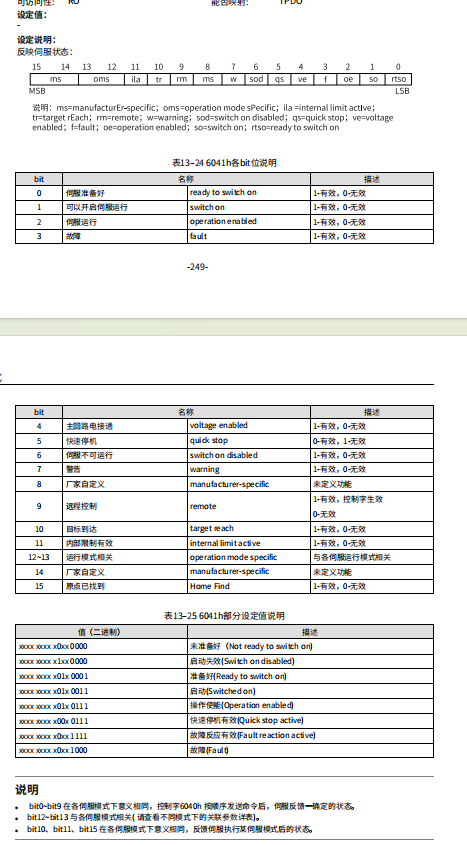 可访问性： RO 能否映射： TPDO
设定值：
-
设定说明：
反映伺服状态：
15 14 13 12 11 10 9 8 7 6 5 4 3 2 1 0
ms oms ila tr rm ms w sod qs ve f oe so rtso
MSB LSB
说明：ms=manufacturEr-specific；oms=operation mode sPecific；ila =internal limit actIve；
tr=target rEach；rm=remote；w=warning；sod=switch on disabled；qs=quick stop；ve=voltage
enabled；f=fault；oe=operation enabled；so=switch on；rtso=ready to switch on
表13-24 6041h各bit位说明
bit 名称 描述
0 伺服准备好 ready to switch on 1-有效，0-无效
1 可以开启伺服运行 switch on 1-有效，0-无效
2 伺服运行 operation enabled 1-有效，0-无效
3 故障 fault 1-有效，0-无效
-249-
bit 名称 描述
4 主回路电接通 voltage enabled 1-有效，0-无效
5 快速停机 quick stop 0-有效，1-无效
6 伺服不可运行 switch on disabled 1-有效，0-无效
7 警告 warning 1-有效，0-无效
8 厂家自定义 manufacturer-specific 未定义功能
9 远程控制 remote 1-有效，控制字生效
0-无效
10 目标到达 target reach 1-有效，0-无效
11 内部限制有效 internal limit active 1-有效，0-无效
12~13 运行模式相关 operation mode specific 与各伺服运行模式相关
14 厂家自定义 manufacturer-specific 未定义功能
15 原点已找到 Home Find 1-有效，0-无效
表13-25 6041h部分设定值说明
值（二进制） 描述
xxxx xxxx x0xx 0000 未准备好（Not ready to switch on)
xxxx xxxx x1xx 0000 启动失效(Switch on disabled)
xxxx xxxx x01x 0001 准备好(Ready to switch on)
xxxx xxxx x01x 0011 启动(Switched on)
xxxx xxxx x01x 0111 操作使能(Operation enabled)
xxxx xxxx x00x 0111 快速停机有效(Quick stop active)
xxxx xxxx x0xx 1111 故障反应有效(Fault reaction active)
xxxx xxxx x0xx 1000 故障(Fault)
说明
• bit0~bit9 在各伺服模式下意义相同，控制字6040h 按顺序发送命令后，伺服反馈一确定的状态。
• bit12~bit13 与各伺服模式相关( 请查看不同模式下的关联参数详表)。
• bit10、bit11、bit15 在各伺服模式下意义相同，反馈伺服执行某伺服模式后的状态。